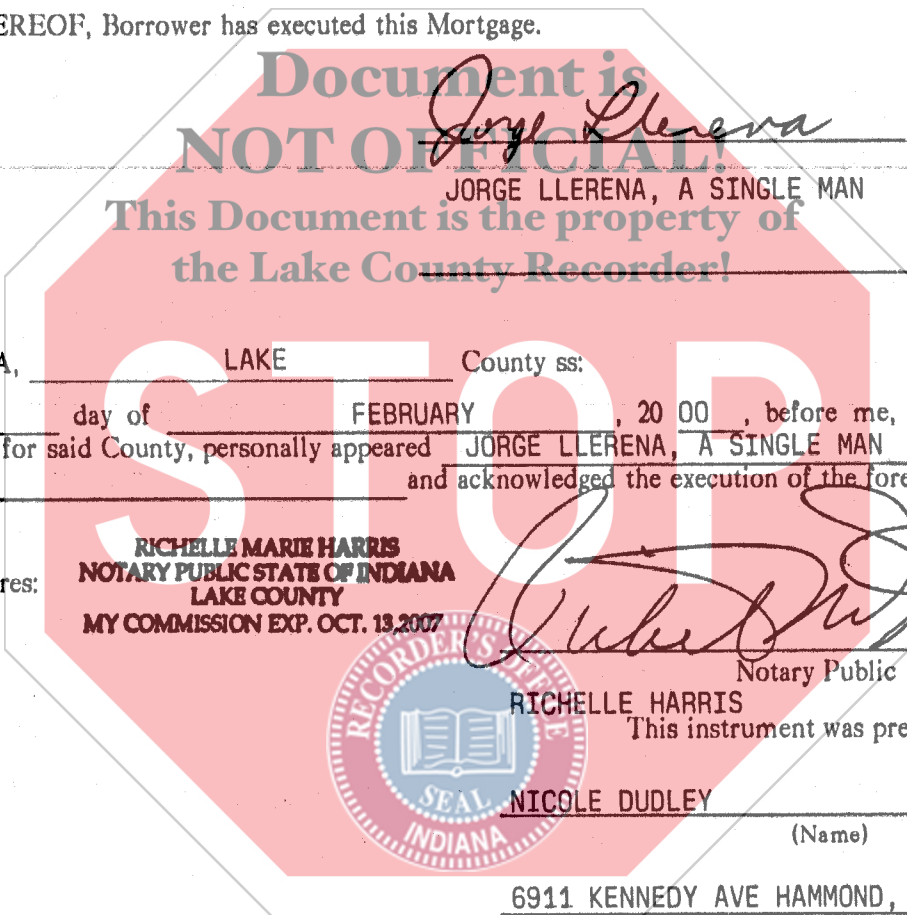 EREOF, Borrower has executed this Mortgage.
Document is
Jorge Llerena
NOT OFFICIAL!
JORGE LLERENA, A SINGLE MAN
This Document is the property of
the Lake County Recorder!
A, LAKE County ss:
day of FEBRUARY , 20 00 , before me,
for said County, personally appeared JORGE LLERENA, A SINGLE MAN
and acknowledged the execution of the fore
STOP
RICHELLE MARIE HARRIS
NOTARY PUBLIC STATE OF INDIANA
res:
LAKE COUNTY
MY COMMISSION EXP. OCT. 13,2007
Notary Public
RICHELLE HARRIS
This instrument was pre
RECORDER'S OFFICE
SEAL
INDIANA
NICOLE DUDLEY
(Name)
6911 KENNEDY AVE HAMMOND,